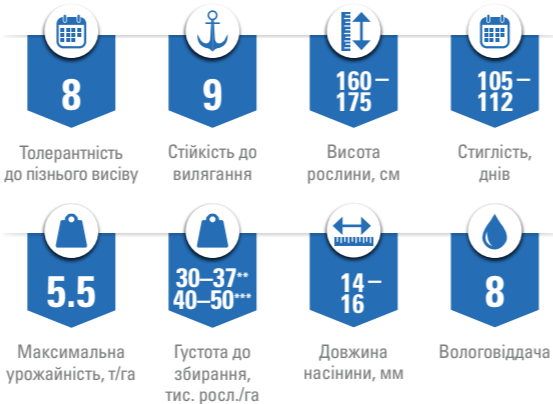 8
Толерантність
до пізнього висіву
9
Стійкість до
вилягання
160–
175
Висота
рослини, см
105–
112
Стиглість,
днів
5.5
Максимальна
урожайність, т/га
30–37**
40–50***
Густота до
збирання,
тис. росл./га
14–
16
Довжина
насінини, мм
8
Вологовіддача